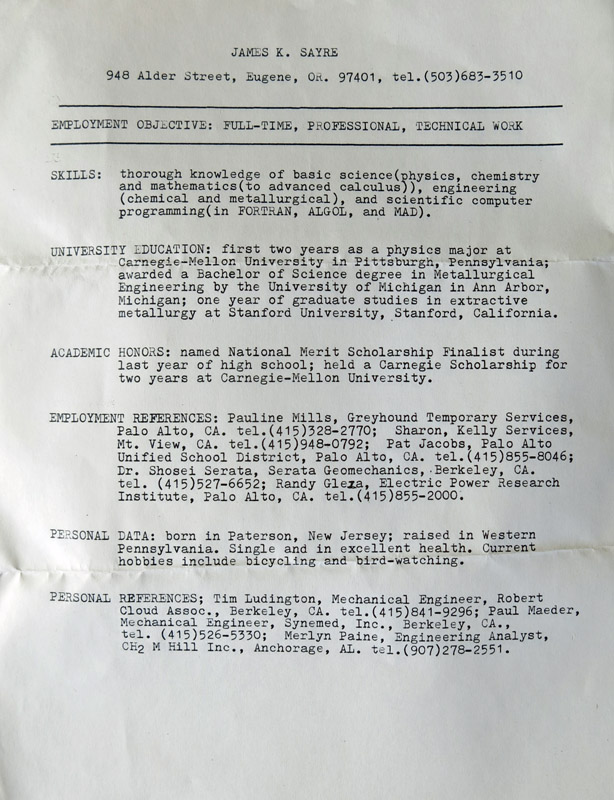 JAMES K. SAYRE
948 Alder Street, Eugene, OR. 97401, tel.(503)683-3510
EMPLOYMENT OBJECTIVE: FULL-TIME, PROFESSIONAL, TECHNICAL WORK
SKILLS: thorough knowledge of basic science(physics, chemistry
and mathematics(to advanced calculus)), engineering
(chemical and metallurgical), and scientific computer
programming(in FORTRAN, ALGOL, and MAD).
UNIVERSITY EDUCATION: first two years as a physics major at
Carnegie-Mellon University in Pittsburgh, Pennsylvania;
awarded a Bachelor of Science degree in Metallurgical
Engineering by the University of Michigan in Ann Arbor,
Michigan; one year of graduate studies in extractive
metallurgy at Stanford University, Stanford, California.
ACADEMIC HONORS: named National Merit Scholarship Finalist during
last year of high school; held a Carnegie Scholarship for
two years at Carnegie-Mellon University.
EMPLOYMENT REFERENCES: Pauline Mills, Greyhound Temporary Services,
Palo Alto, CA. tel.(415)328-2770; Sharon, Kelly Services,
Mt. View, CA. tel.(415)948-0792; Pat Jacobs, Palo Alto
Unified School District, Palo Alto, CA. tel.(415)855-8046;
Dr. Shosei Serata, Serata Geomechanics, Berkeley, CA.
tel. (415)527-6652; Randy Gleza, Electric Power Research
Institute, Palo Alto, CA. tel.(415)855-2000.
PERSONAL DATA: born in Paterson, New Jersey; raised in Western
Pennsylvania. Single and in excellent health. Current
hobbies include bicycling and bird-watching.
PERSONAL REFERENCES; Tim Ludington, Mechanical Engineer, Robert
Cloud Assoc., Berkeley, CA. tel.(415)841-9296; Paul Maeder,
Mechanical Engineer, Synemed, Inc., Berkeley, CA.,
tel. (415)526-5330; Merlyn Paine, Engineering Analyst,
CH2 M Hill Inc., Anchorage, AL. tel.(907)278-2551.